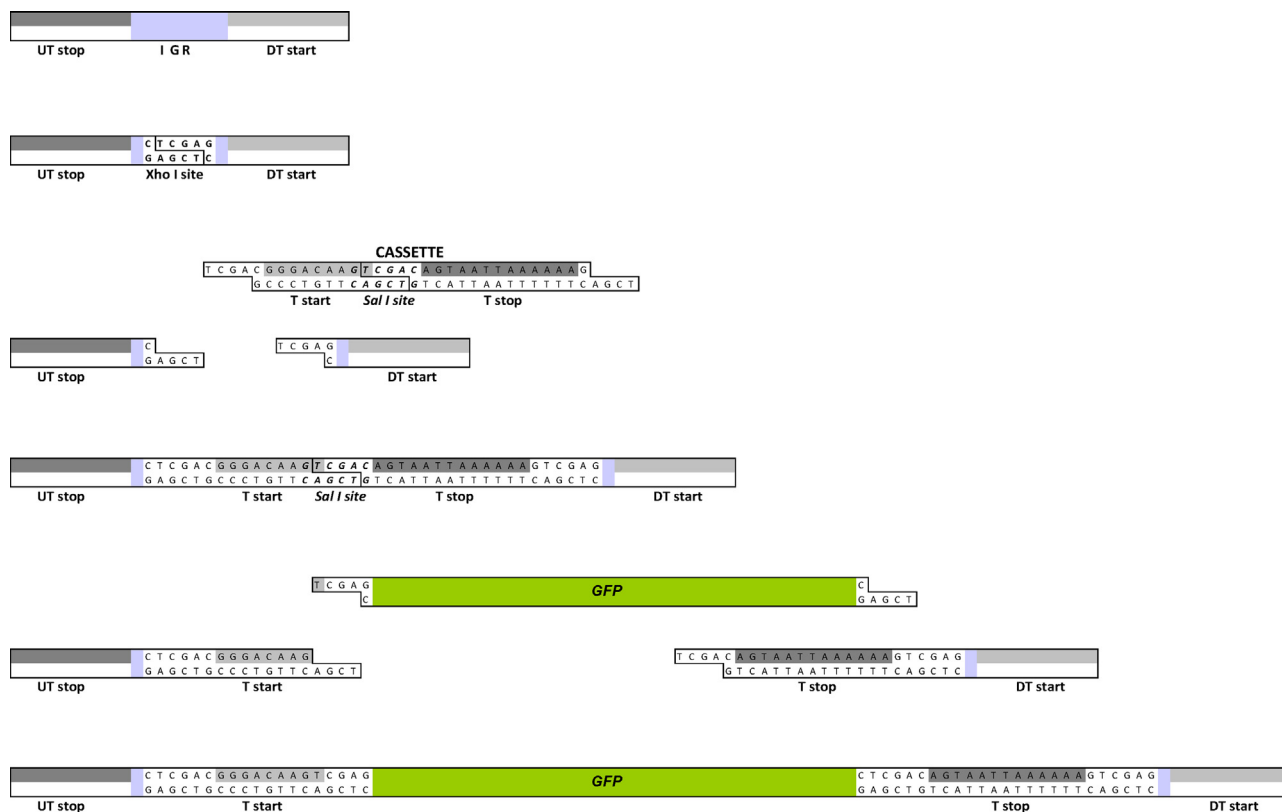 UT stop I G R DT start
C T C G A G
G A G C T C
UT stop Xho I site DT start
CASSETTE
T C G A C G G G A C A A G T C G A C A G T A A T T A A A A A A G
G C C C T G T T C A G C T G T C A T T A A T T T T T T C A G C T
T start Sal I site T stop
C T C G A G
G A G C T C
UT stop DT start
C T C G A C G G G A C A A G T C G A C A G T A A T T A A A A A A G T C G A G
G A G C T G C C C T G T T C A G C T G T C A T T A A T T T T T T C A G C T C
UT stop T start Sal I site T stop DT start
T C G A G GFP C
C G A G C T
C T C G A C G G G A C A A G T C G A C A G T A A T T A A A A A A G T C G A G
G A G C T G C C C T G T T C A G C T G T C A T T A A T T T T T T C A G C T C
UT stop T start T stop DT start
C T C G A C G G G A C A A G T C G A G GFP C T C G A C A G T A A T T A A A A A A G T C G A G
G A G C T G C C C T G T T C A G C T C G A G C T G T C A T T A A T T T T T T C A G C T C
UT stop T start T stop DT start